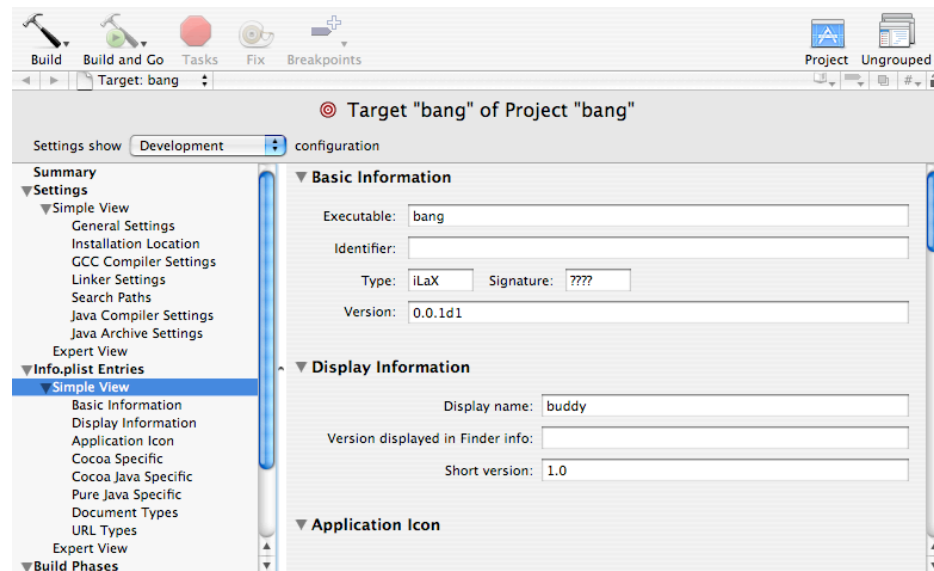 Build Build and Go Tasks Fix Breakpoints Project Ungrouped
Target: bang #
Target "bang" of Project "bang"
Settings show Development configuration
Summary
Settings
Simple View
General Settings
Installation Location
GCC Compiler Settings
Linker Settings
Search Paths
Java Compiler Settings
Java Archive Settings
Expert View
Info.plist Entries
Simple View
Basic Information
Display Information
Application Icon
Cocoa Specific
Cocoa Java Specific
Pure Java Specific
Document Types
URL Types
Expert View
Build Phases
Basic Information
Executable: bang
Identifier:
Type: iLaX Signature: ????
Version: 0.0.1d1
Display Information
Display name: buddy
Version displayed in Finder info:
Short version: 1.0
Application Icon